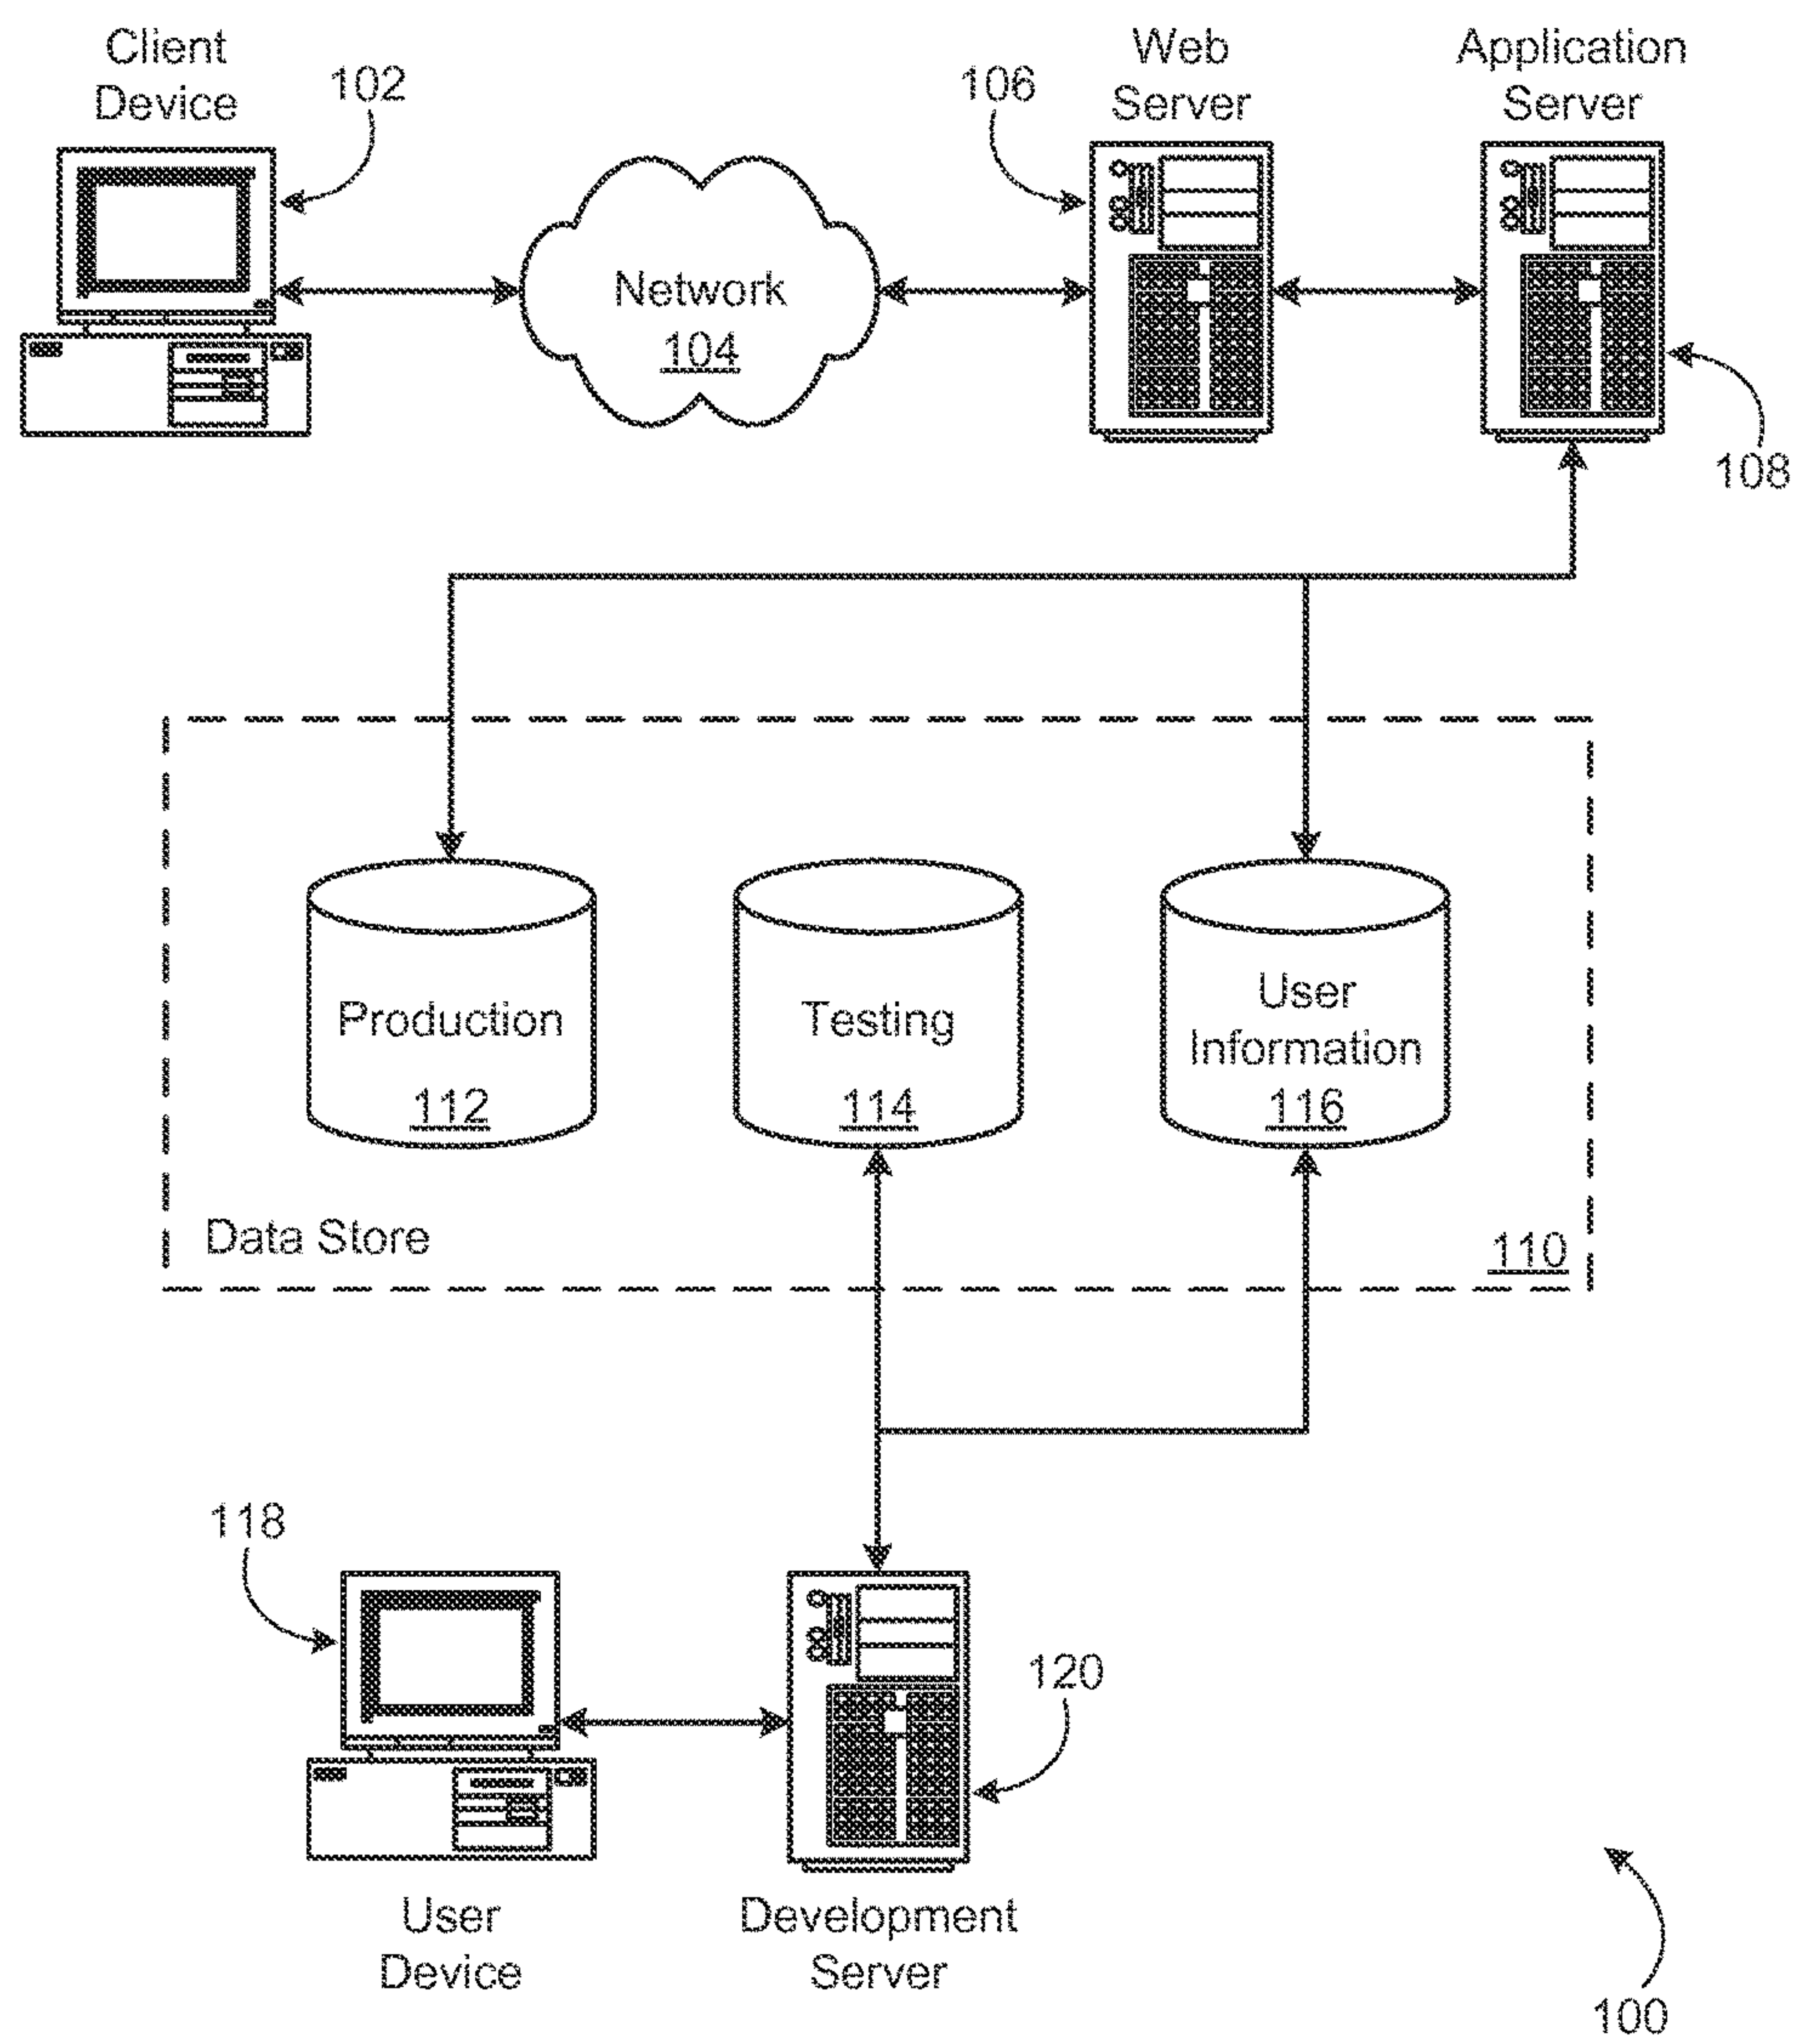 Client
Device
102
Network
104
106
Web
Server
Application
Server
108
Production
112
Testing
114
User
Information
116
Data Store
110
118
User
Device
120
Development
Server
100